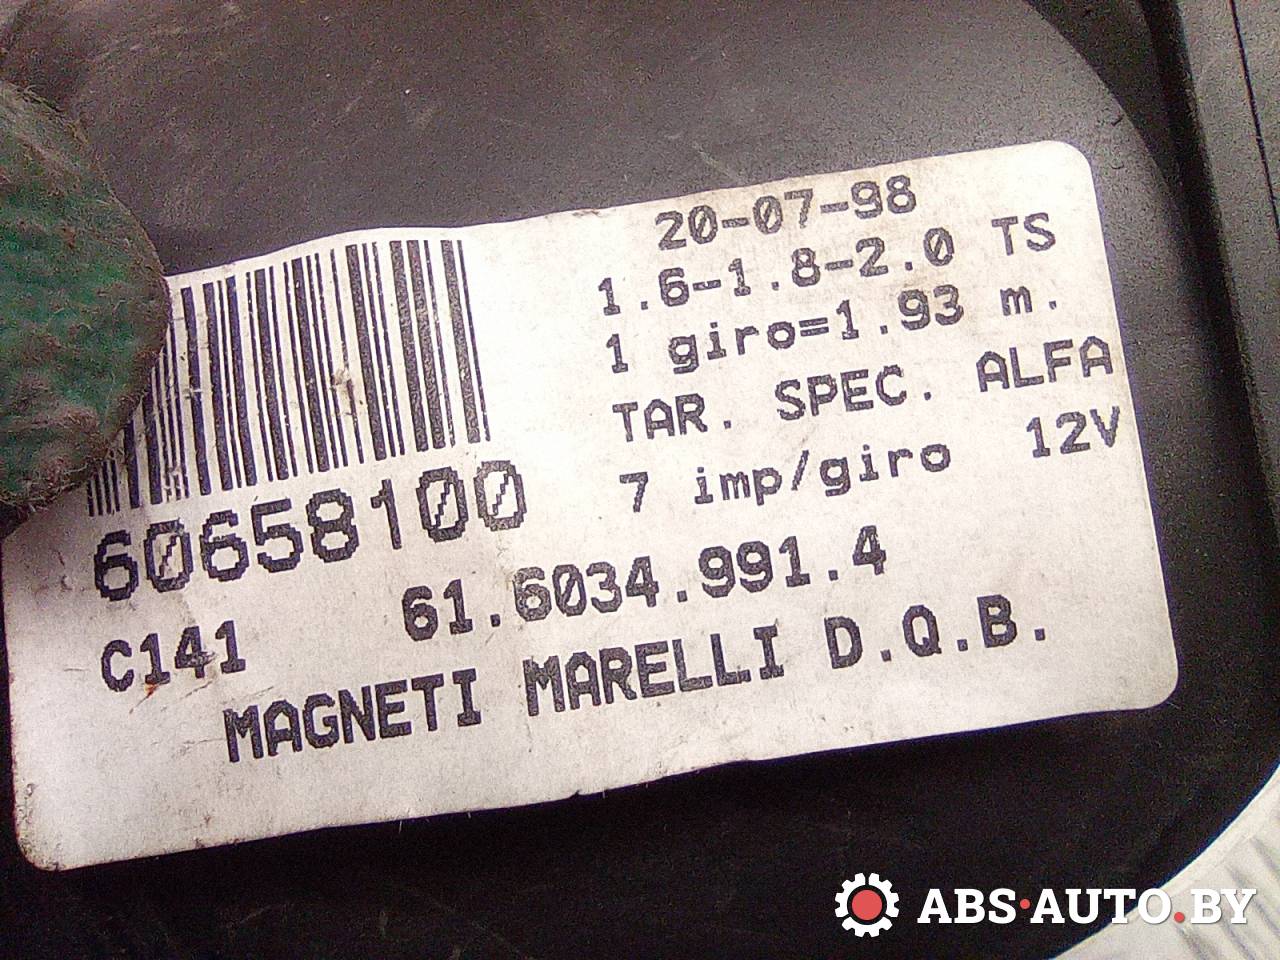 20-07-98
1.6-1.8-2.0 TS
1 giro=1.93 m.
TAR. SPEC. ALFA
7 imp/giro 12V
60658100
61.6034.991.4
C141
MAGNETI MARELLI D.Q.B.
ABS·AUTO.BY